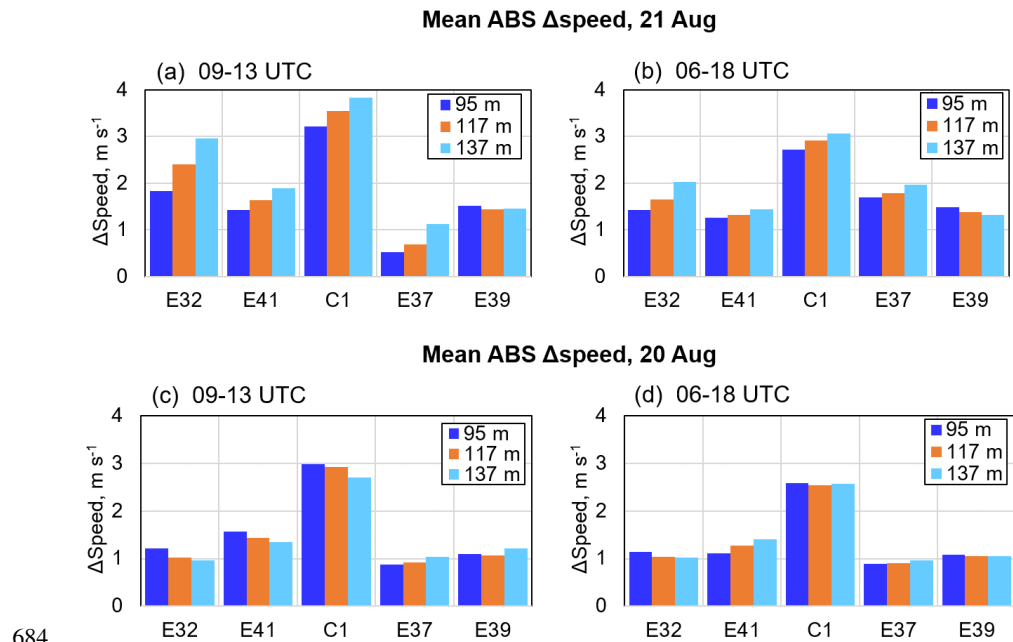 Mean ABS Δspeed, 21 Aug
(a) 09-13 UTC
4
3
2
1
0
ΔSpeed, m s⁻¹
95 m
117 m
137 m
E32 E41 C1 E37 E39
(b) 06-18 UTC
4
3
2
1
0
ΔSpeed, m s⁻¹
95 m
117 m
137 m
E32 E41 C1 E37 E39
Mean ABS Δspeed, 20 Aug
(c) 09-13 UTC
4
3
2
1
0
ΔSpeed, m s⁻¹
95 m
117 m
137 m
E32 E41 C1 E37 E39
(d) 06-18 UTC
4
3
2
1
0
ΔSpeed, m s⁻¹
95 m
117 m
137 m
E32 E41 C1 E37 E39
684